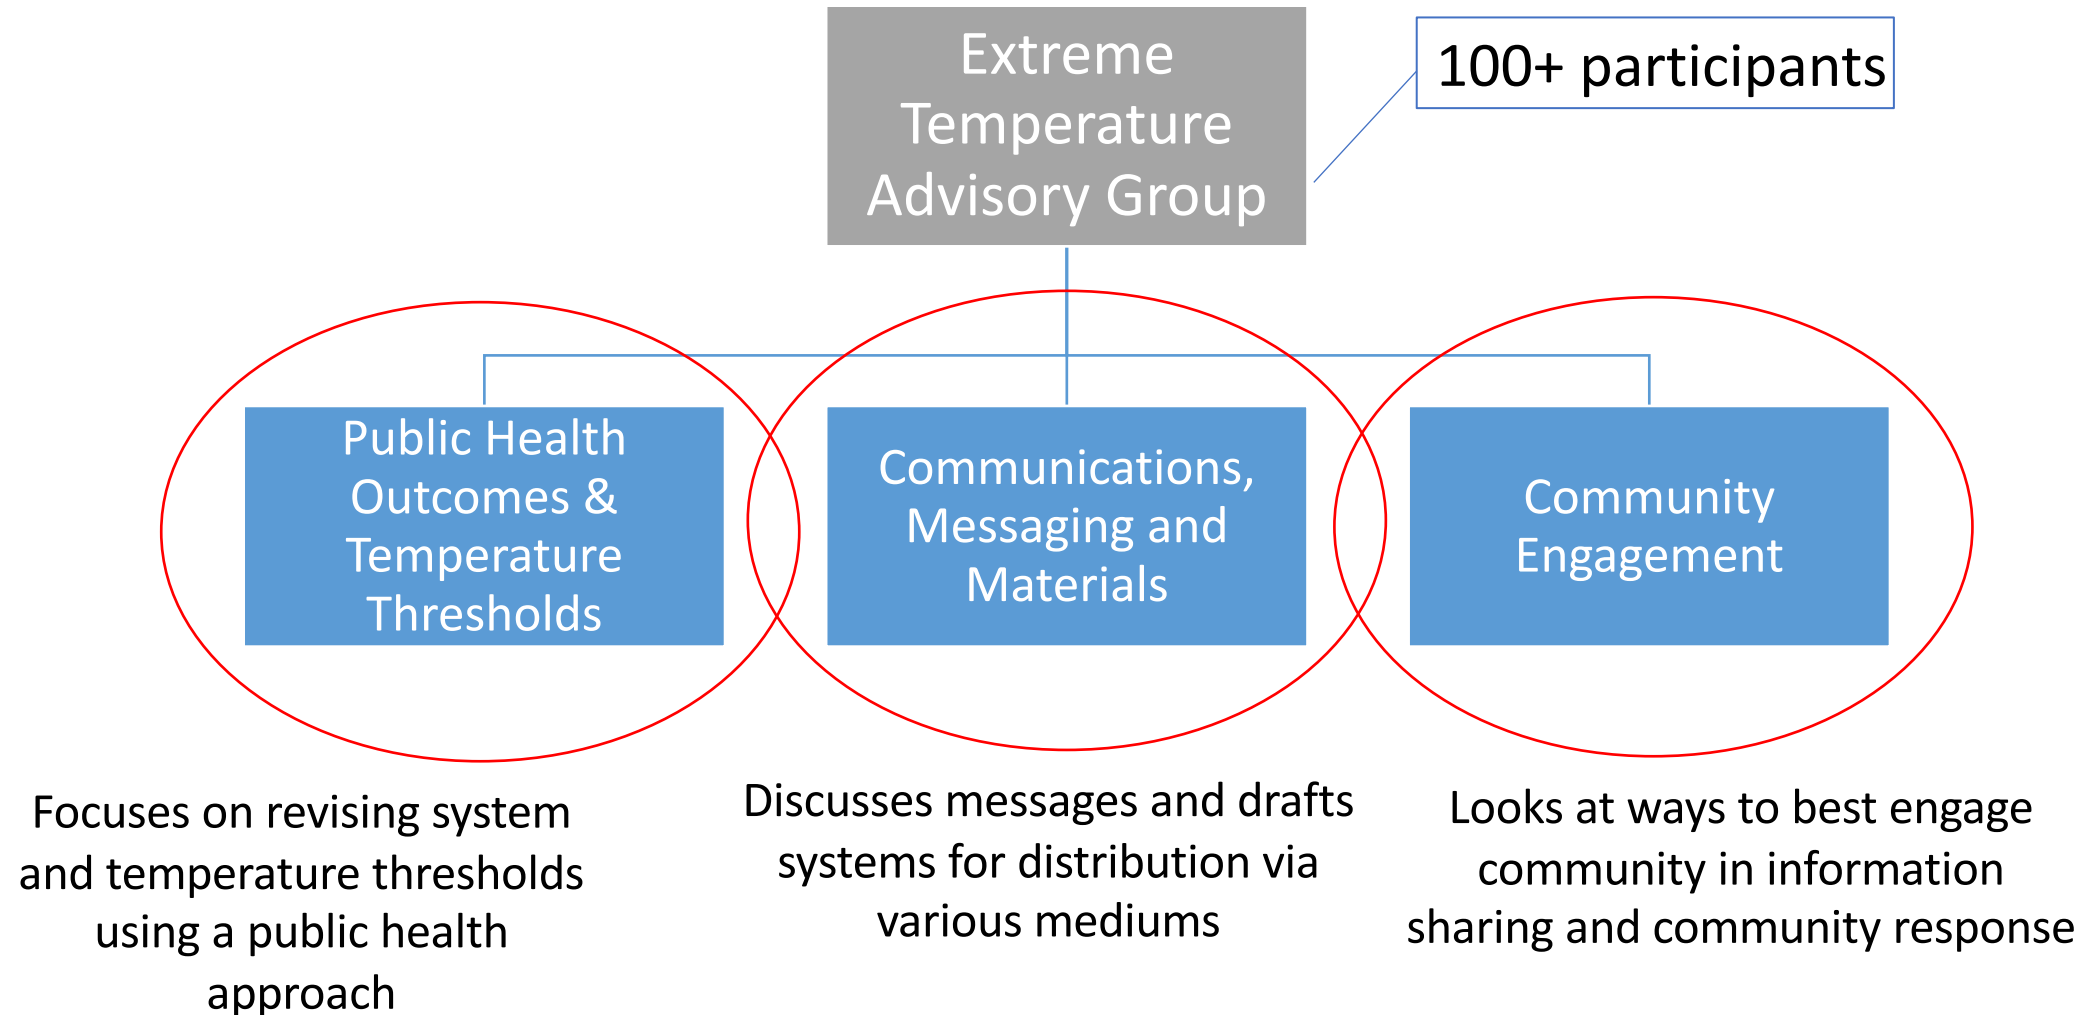 Extreme
Temperature
Advisory Group
100+ participants
Public Health
Outcomes &
Temperature
Thresholds
Communications,
Messaging and
Materials
Community
Engagement
Focuses on revising system
and temperature thresholds
using a public health
approach
Discusses messages and drafts
systems for distribution via
various mediums
Looks at ways to best engage
community in information
sharing and community response